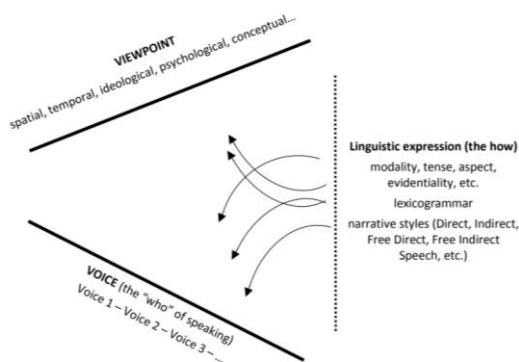 VIEWPOINT
spatial, temporal, ideological, psychological, conceptual...
Linguistic expression (the how)
modality, tense, aspect,
evidentiality, etc.
lexicogrammar
narrative styles (Direct, Indirect,
Free Direct, Free Indirect
Speech, etc.)
VOICE (the "who" of speaking)
Voice 1 – Voice 2 – Voice 3 – ...